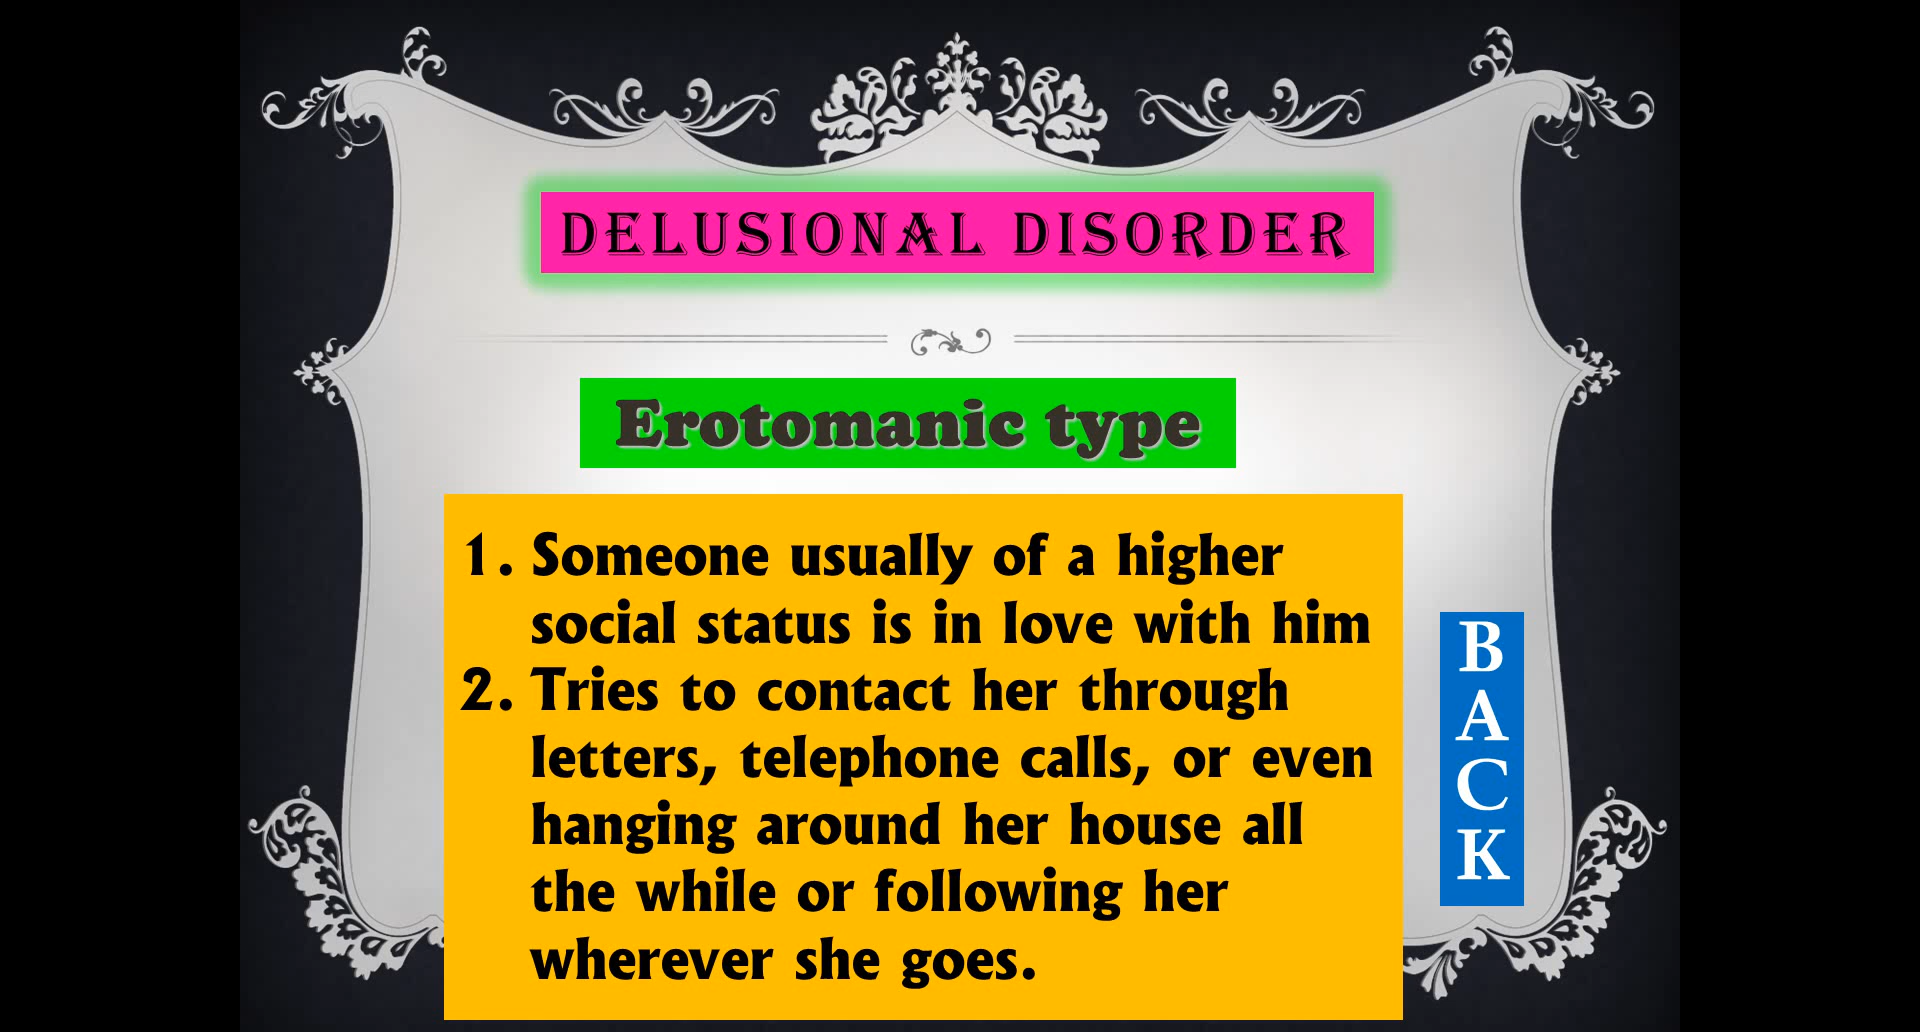 DELUSIONAL DISORDER
Erotomanic type
1. Someone usually of a higher
social status is in love with him
2. Tries to contact her through
letters, telephone calls, or even
hanging around her house all
the while or following her
wherever she goes.
B
A
C
K